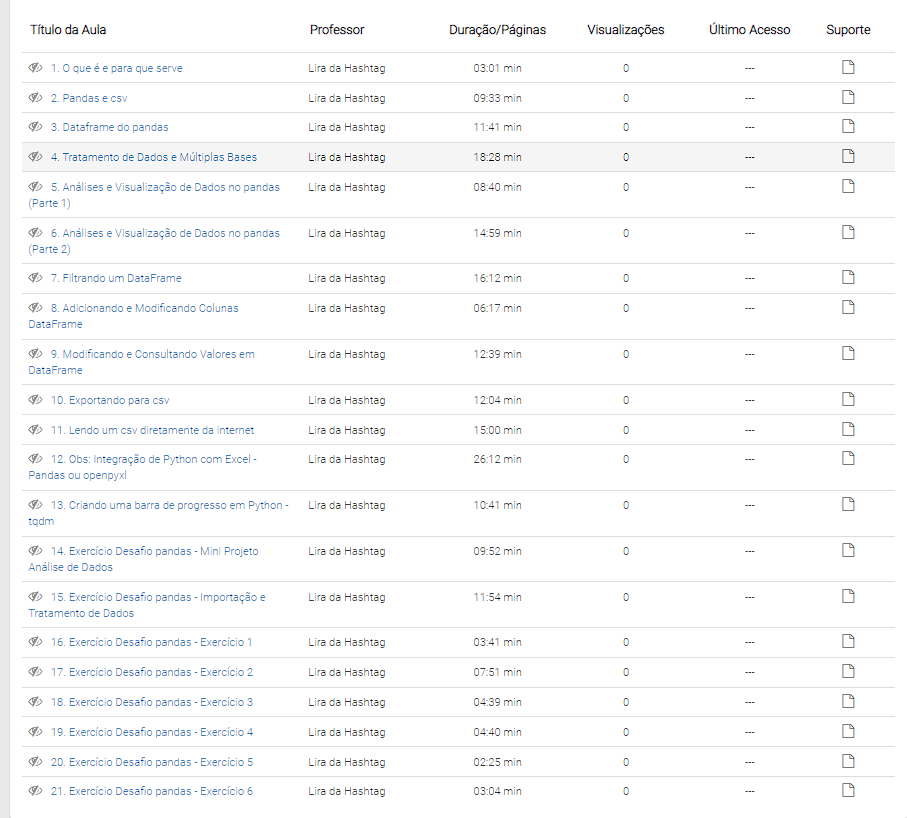 Título da Aula Professor Duração/Páginas Visualizações Último Acesso Suporte
1. O que é e para que serve Lira da Hashtag 03:01 min 0 ---
2. Pandas e csv Lira da Hashtag 09:33 min 0 ---
3. Dataframe do pandas Lira da Hashtag 11:41 min 0 ---
4. Tratamento de Dados e Múltiplas Bases Lira da Hashtag 18:28 min 0 ---
5. Análises e Visualização de Dados no pandas Lira da Hashtag 08:40 min 0 ---
(Parte 1)
6. Análises e Visualização de Dados no pandas Lira da Hashtag 14:59 min 0 ---
(Parte 2)
7. Filtrando um DataFrame Lira da Hashtag 16:12 min 0 ---
8. Adicionando e Modificando Colunas Lira da Hashtag 06:17 min 0 ---
DataFrame
9. Modificando e Consultando Valores em Lira da Hashtag 12:39 min 0 ---
DataFrame
10. Exportando para csv Lira da Hashtag 12:04 min 0 ---
11. Lendo um csv diretamente da internet Lira da Hashtag 15:00 min 0 ---
12. Obs: Integração de Python com Excel - Lira da Hashtag 26:12 min 0 ---
Pandas ou openpyxl
13. Criando uma barra de progresso em Python - Lira da Hashtag 10:41 min 0 ---
tqdm
14. Exercício Desafio pandas - Mini Projeto Lira da Hashtag 09:52 min 0 ---
Análise de Dados
15. Exercício Desafio pandas - Importação e Lira da Hashtag 11:54 min 0 ---
Tratamento de Dados
16. Exercício Desafio pandas - Exercício 1 Lira da Hashtag 03:41 min 0 ---
17. Exercício Desafio pandas - Exercício 2 Lira da Hashtag 07:51 min 0 ---
18. Exercício Desafio pandas - Exercício 3 Lira da Hashtag 04:39 min 0 ---
19. Exercício Desafio pandas - Exercício 4 Lira da Hashtag 04:40 min 0 ---
20. Exercício Desafio pandas - Exercício 5 Lira da Hashtag 02:25 min 0 ---
21. Exercício Desafio pandas - Exercício 6 Lira da Hashtag 03:04 min 0 ---